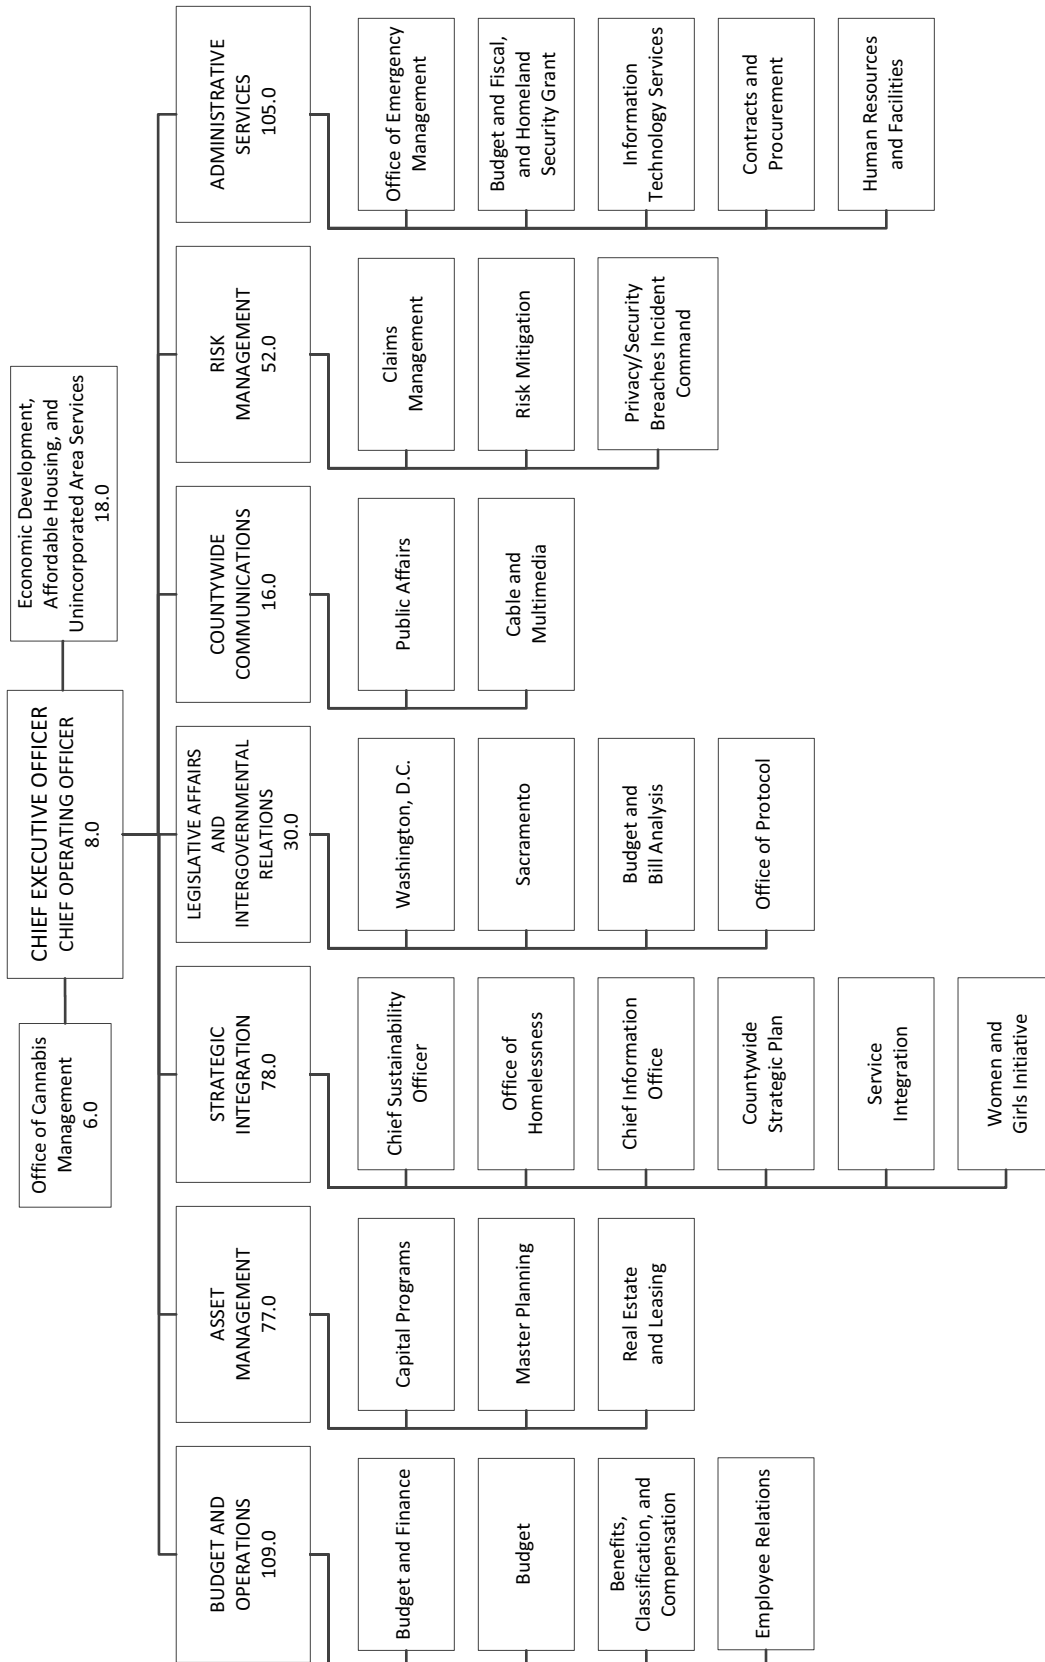 CHIEF EXECUTIVE OFFICER
CHIEF OPERATING OFFICER
8.0
Office of Cannabis
Management
6.0
Economic Development,
Affordable Housing, and
Unincorporated Area Services
18.0
BUDGET AND
OPERATIONS
109.0
Budget and Finance
Budget
Benefits,
Classification, and
Compensation
Employee Relations
ASSET
MANAGEMENT
77.0
Capital Programs
Master Planning
Real Estate
and Leasing
STRATEGIC
INTEGRATION
78.0
Chief Sustainability
Officer
Office of
Homelessness
Chief Information
Office
Countywide
Strategic Plan
Service
Integration
Women and
Girls Initiative
LEGISLATIVE AFFAIRS
AND
INTERGOVERNMENTAL
RELATIONS
30.0
Washington, D.C.
Sacramento
Budget and
Bill Analysis
Office of Protocol
COUNTYWIDE
COMMUNICATIONS
16.0
Public Affairs
Cable and
Multimedia
RISK
MANAGEMENT
52.0
Claims
Management
Risk Mitigation
Privacy/Security
Breaches Incident
Command
ADMINISTRATIVE
SERVICES
105.0
Office of Emergency
Management
Budget and Fiscal,
and Homeland
Security Grant
Information
Technology Services
Contracts and
Procurement
Human Resources
and Facilities